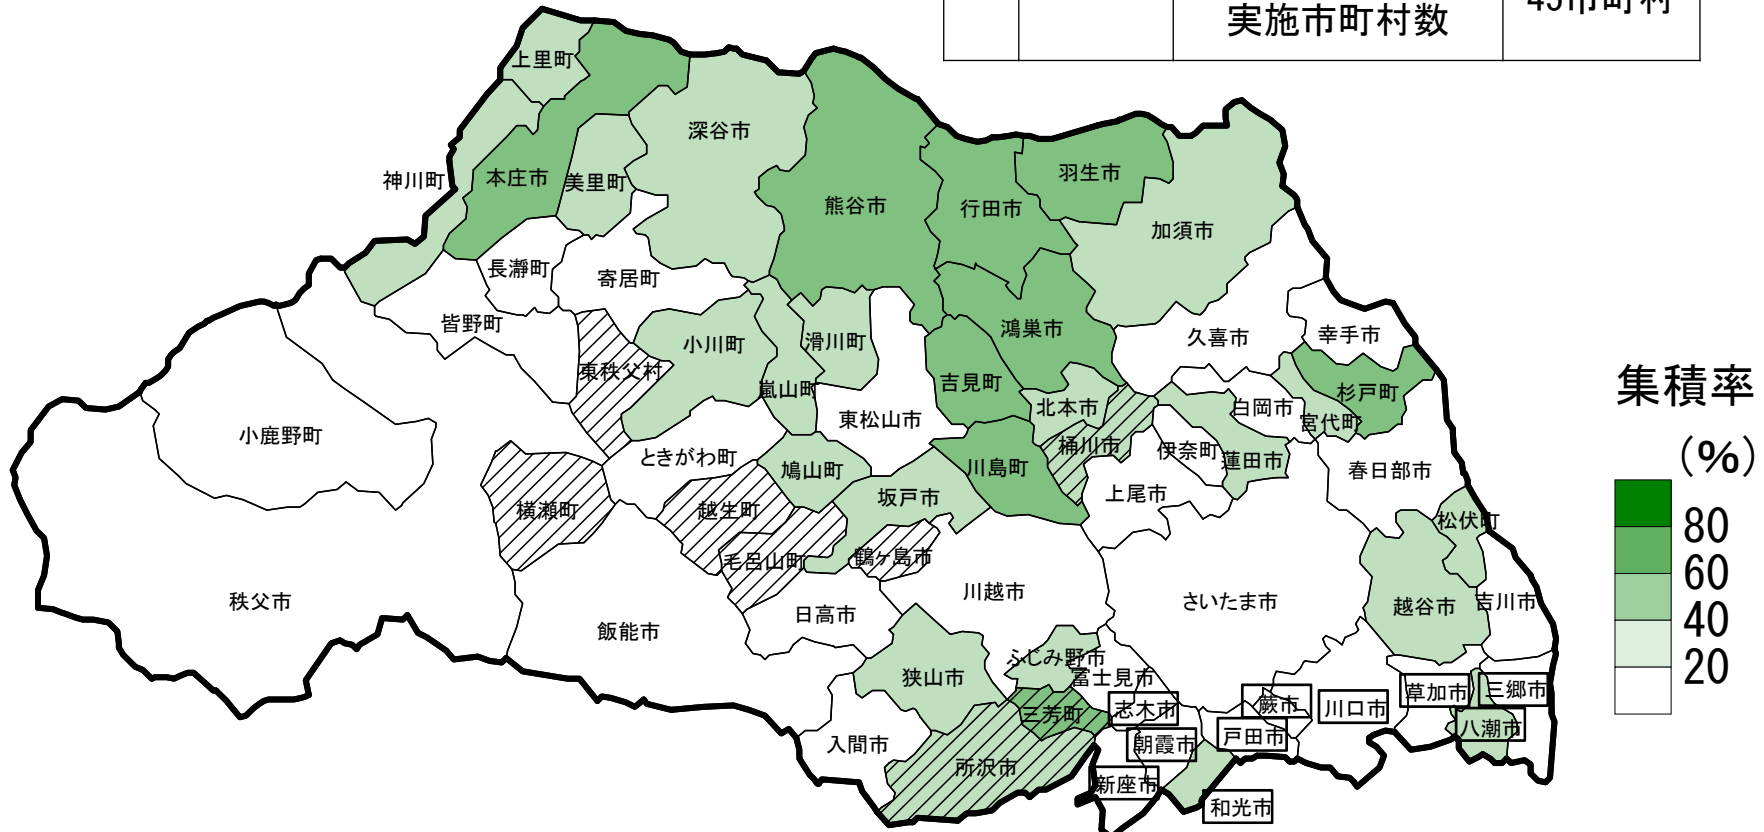 実施市町村数
45市町村
上里町
深谷市
神川町
本庄市
美里町
熊谷市
行田市
羽生市
加須市
長瀞町
寄居町
皆野町
小川町
滑川町
鴻巣市
久喜市
幸手市
東秩父村
嵐山町
吉見町
杉戸町
集積率
(%)
80
60
40
20
小鹿野町
東松山市
北本市
白岡市
宮代町
ときがわ町
鳩山町
川島町
桶川市
伊奈町
蓮田市
春日部市
横瀬町
越生町
坂戸市
上尾市
松伏町
毛呂山町
鶴ヶ島市
秩父市
飯能市
日高市
川越市
さいたま市
越谷市
吉川市
狭山市
ふじみ野市
富士見市
三芳町
志木市
蕨市
川口市
草加市
三郷市
入間市
所沢市
朝霞市
戸田市
八潮市
新座市
和光市